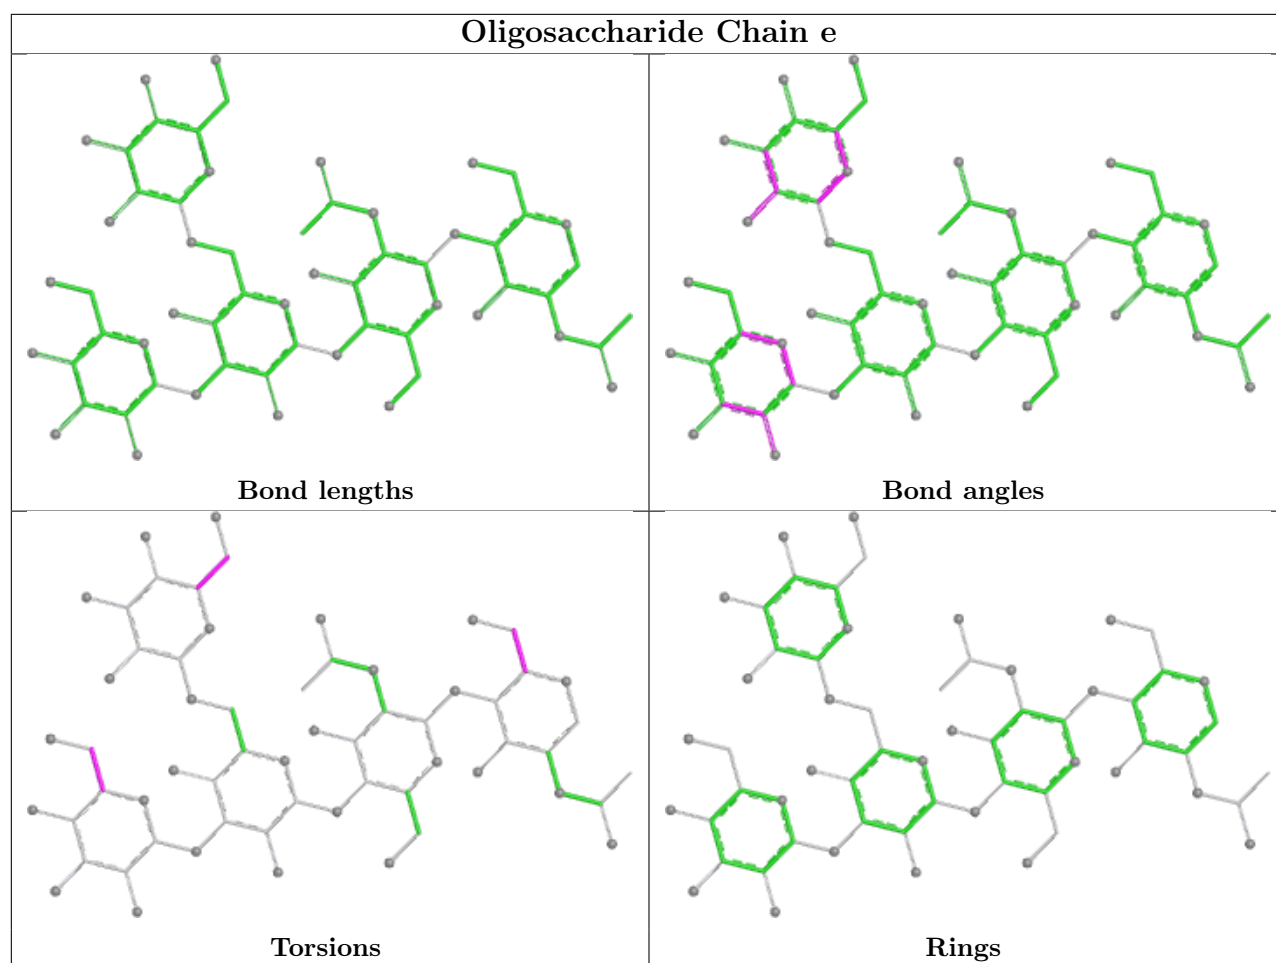 Oligosaccharide Chain e
Bond lengths
Bond angles
Torsions
Rings